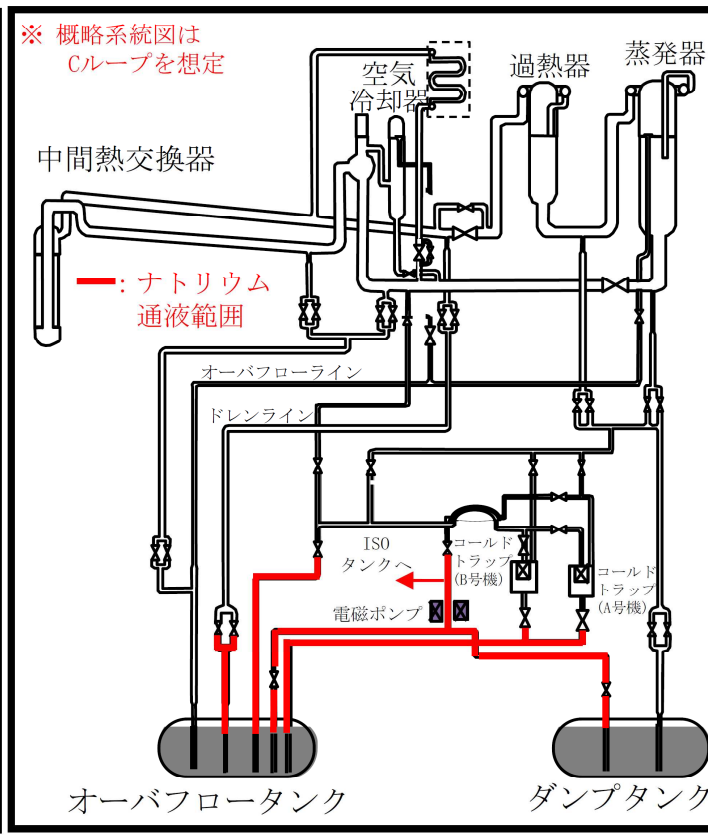 ※ 概略系統図は
Cループを想定
空気
冷却器
過熱器
蒸発器
中間熱交換器
━: ナトリウム
通液範囲
オーバフローライン
ドレンライン
ISO
タンクへ
コールド
トラップ
(B号機)
コールド
トラップ
(A号機)
電磁ポンプ
オーバフロータンク
ダンプタンク